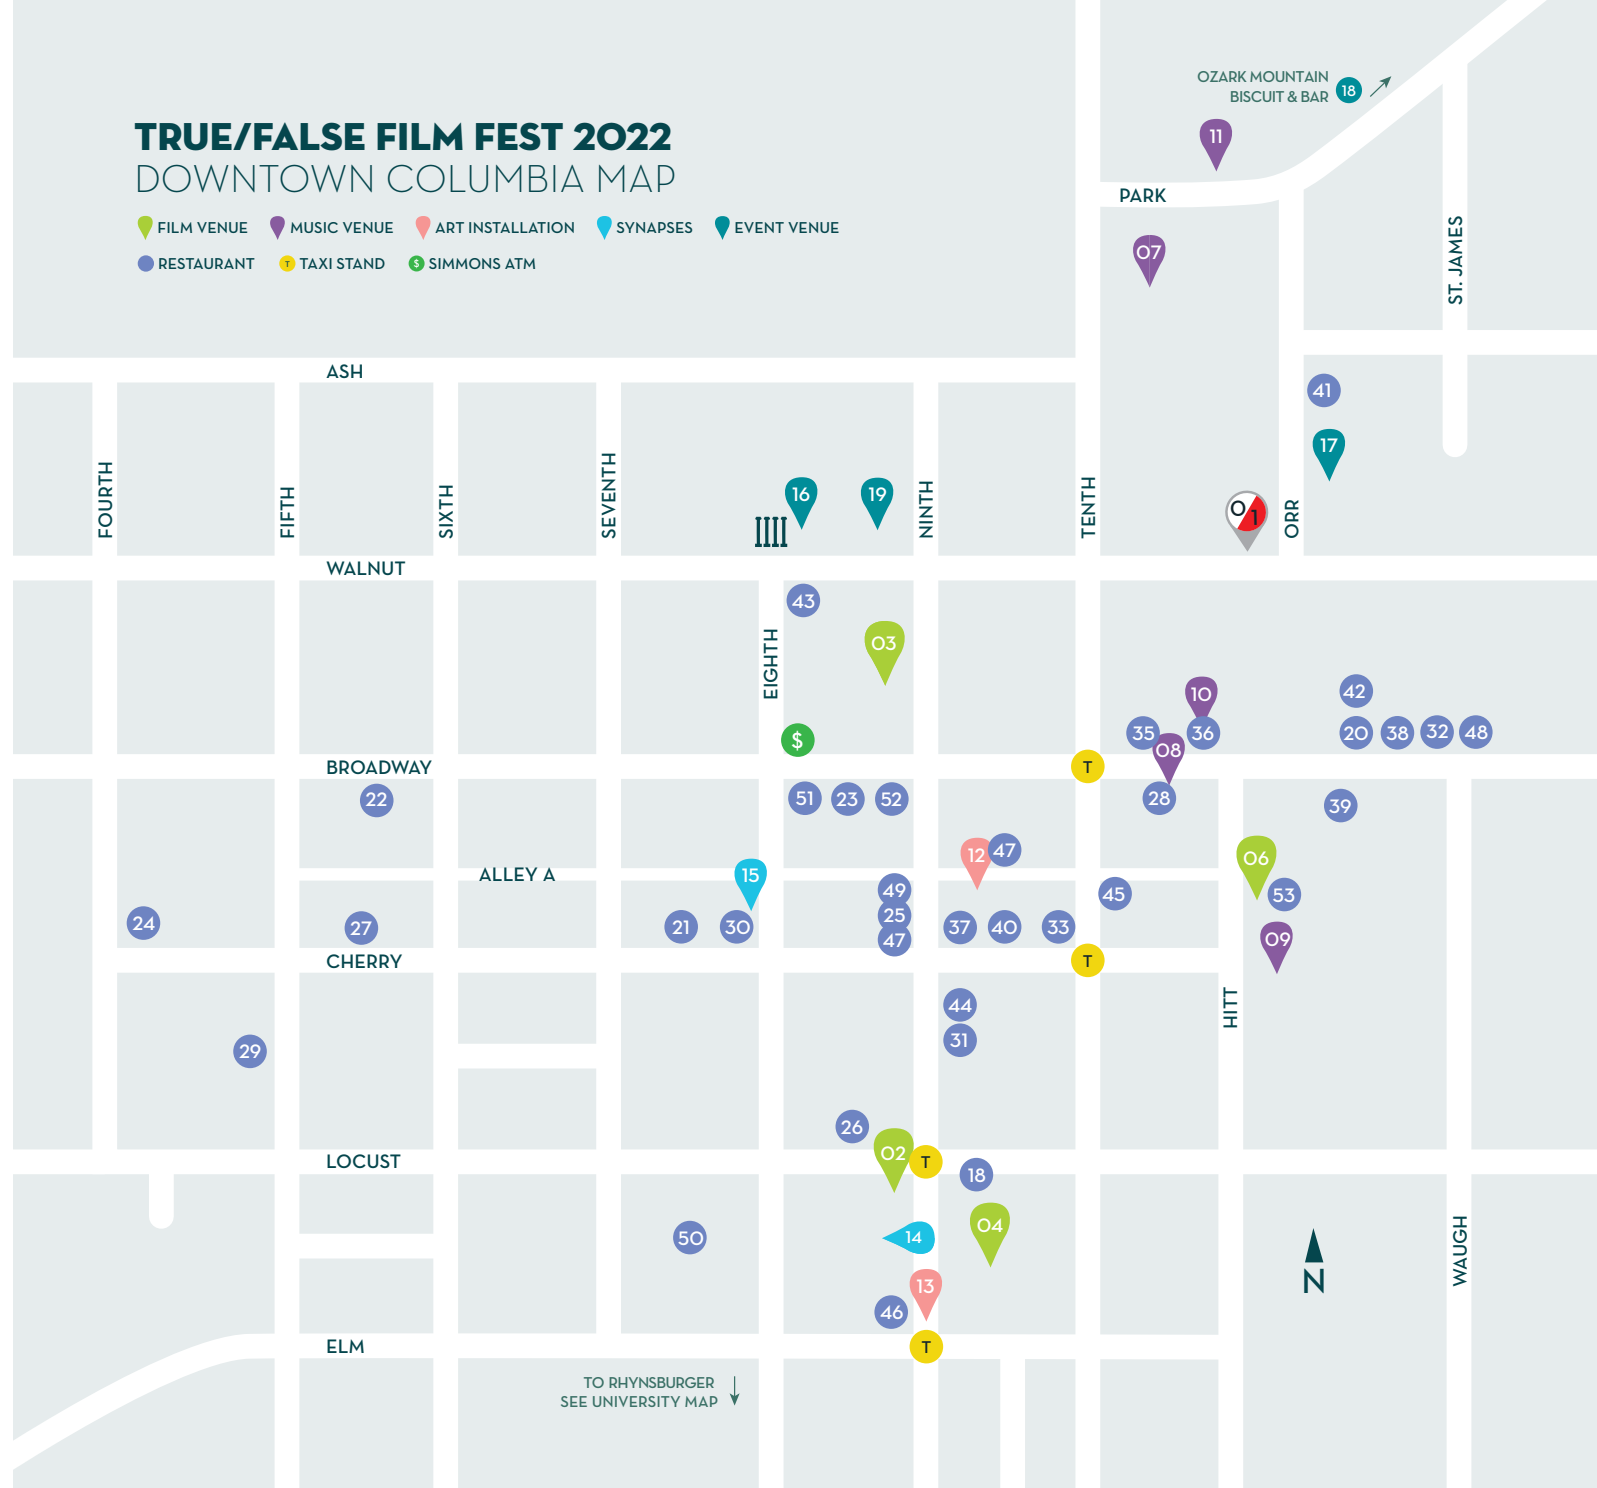 OZARK MOUNTAIN
BISCUIT & BAR
18
TRUE/FALSE FILM FEST 2022
DOWNTOWN COLUMBIA MAP
FILM VENUE MUSIC VENUE ART INSTALLATION SYNAPSES EVENT VENUE
RESTAURANT T TAXI STAND $ SIMMONS ATM
11
PARK
07
ST. JAMES
ASH
41
17
FOURTH
FIFTH
SIXTH
SEVENTH
16
19
NINTH
TENTH
01
ORR
WALNUT
43
03
EIGHTH
10
42
$
35
08
36
20
38
32
48
BROADWAY
T
22
51
23
52
28
39
12
47
06
ALLEY A
15
49
45
53
24
27
21
30
25
47
37
40
33
09
CHERRY
T
44
HITT
31
29
26
02
T
LOCUST
18
04
50
14
13
46
N
WAUGH
ELM
T
TO RHYNSBURGER
SEE UNIVERSITY MAP